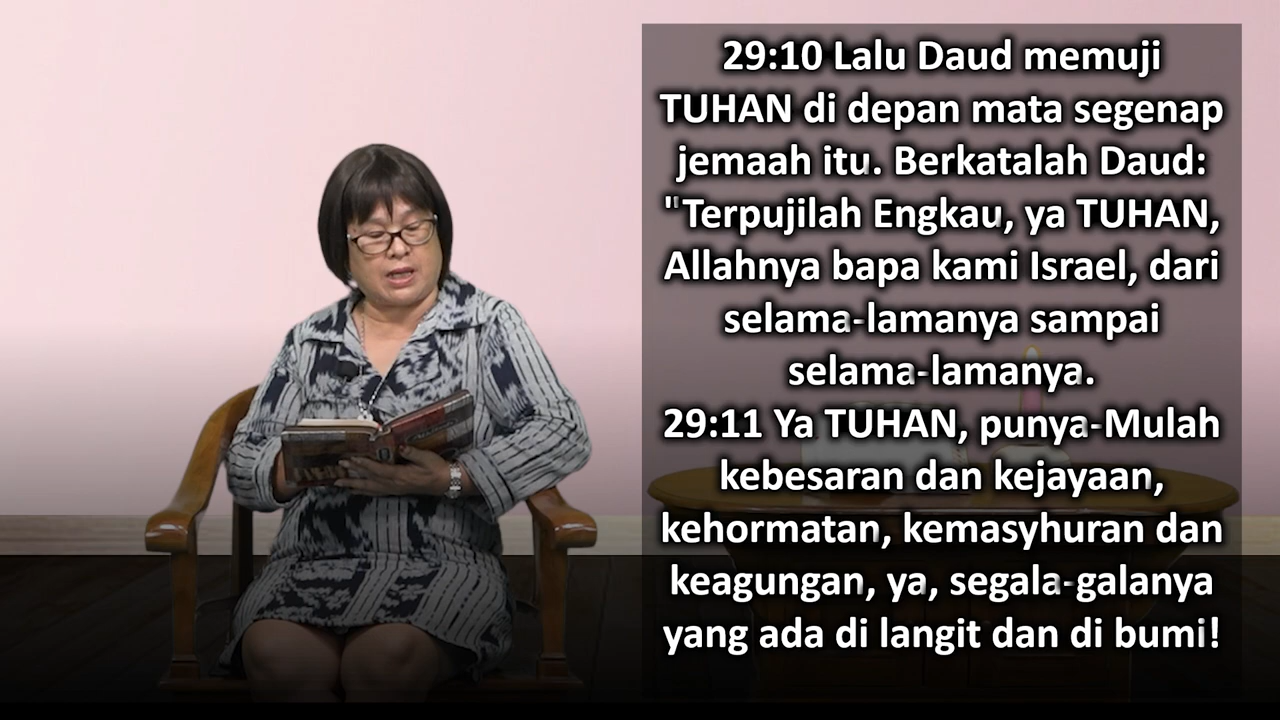 29:10 Lalu Daud memuji
TUHAN di depan mata segenap
jemaah itu. Berkatalah Daud:
"Terpujilah Engkau, ya TUHAN,
Allahnya bapa kami Israel, dari
selama-lamanya sampai
selama-lamanya.
29:11 Ya TUHAN, punya-Mulah
kebesaran dan kejayaan,
kehormatan, kemasyhuran dan
keagungan, ya, segala-galanya
yang ada di langit dan di bumi!